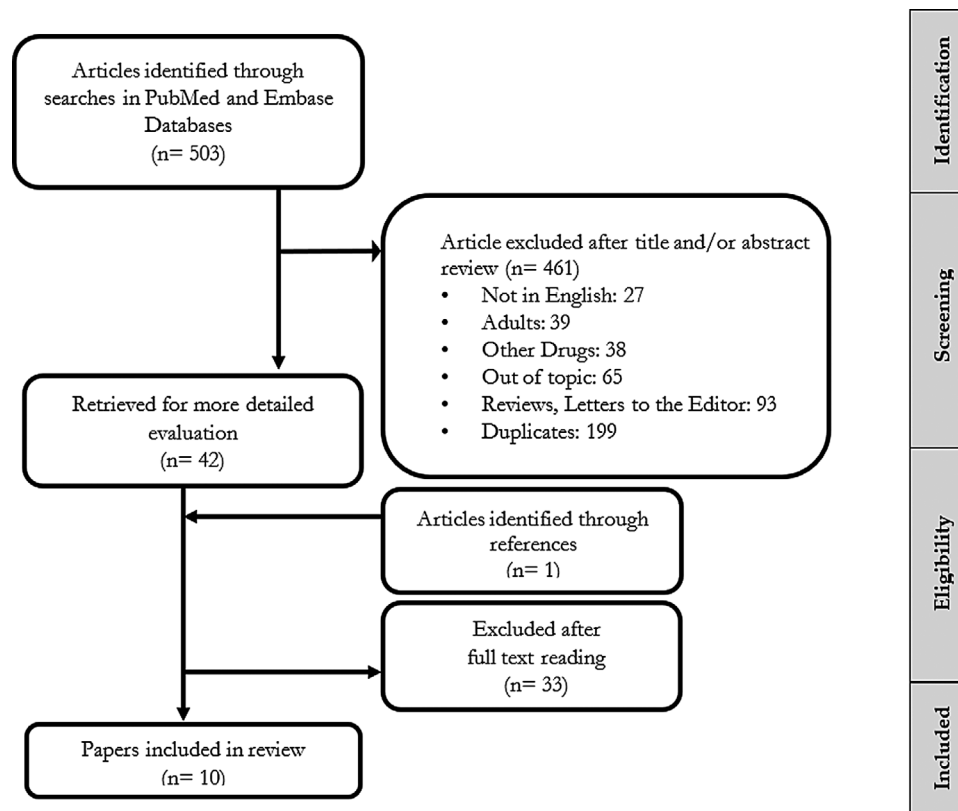 Articles identified through
searches in PubMed and Embase
Databases
(n= 503)
Identification
Article excluded after title and/or abstract
review (n= 461)
• Not in English: 27
• Adults: 39
• Other Drugs: 38
• Out of topic: 65
• Reviews, Letters to the Editor: 93
• Duplicates: 199
Screening
Retrieved for more detailed
evaluation
(n= 42)
Articles identified through
references
(n= 1)
Eligibility
Excluded after
full text reading
(n= 33)
Papers included in review
(n= 10)
Included